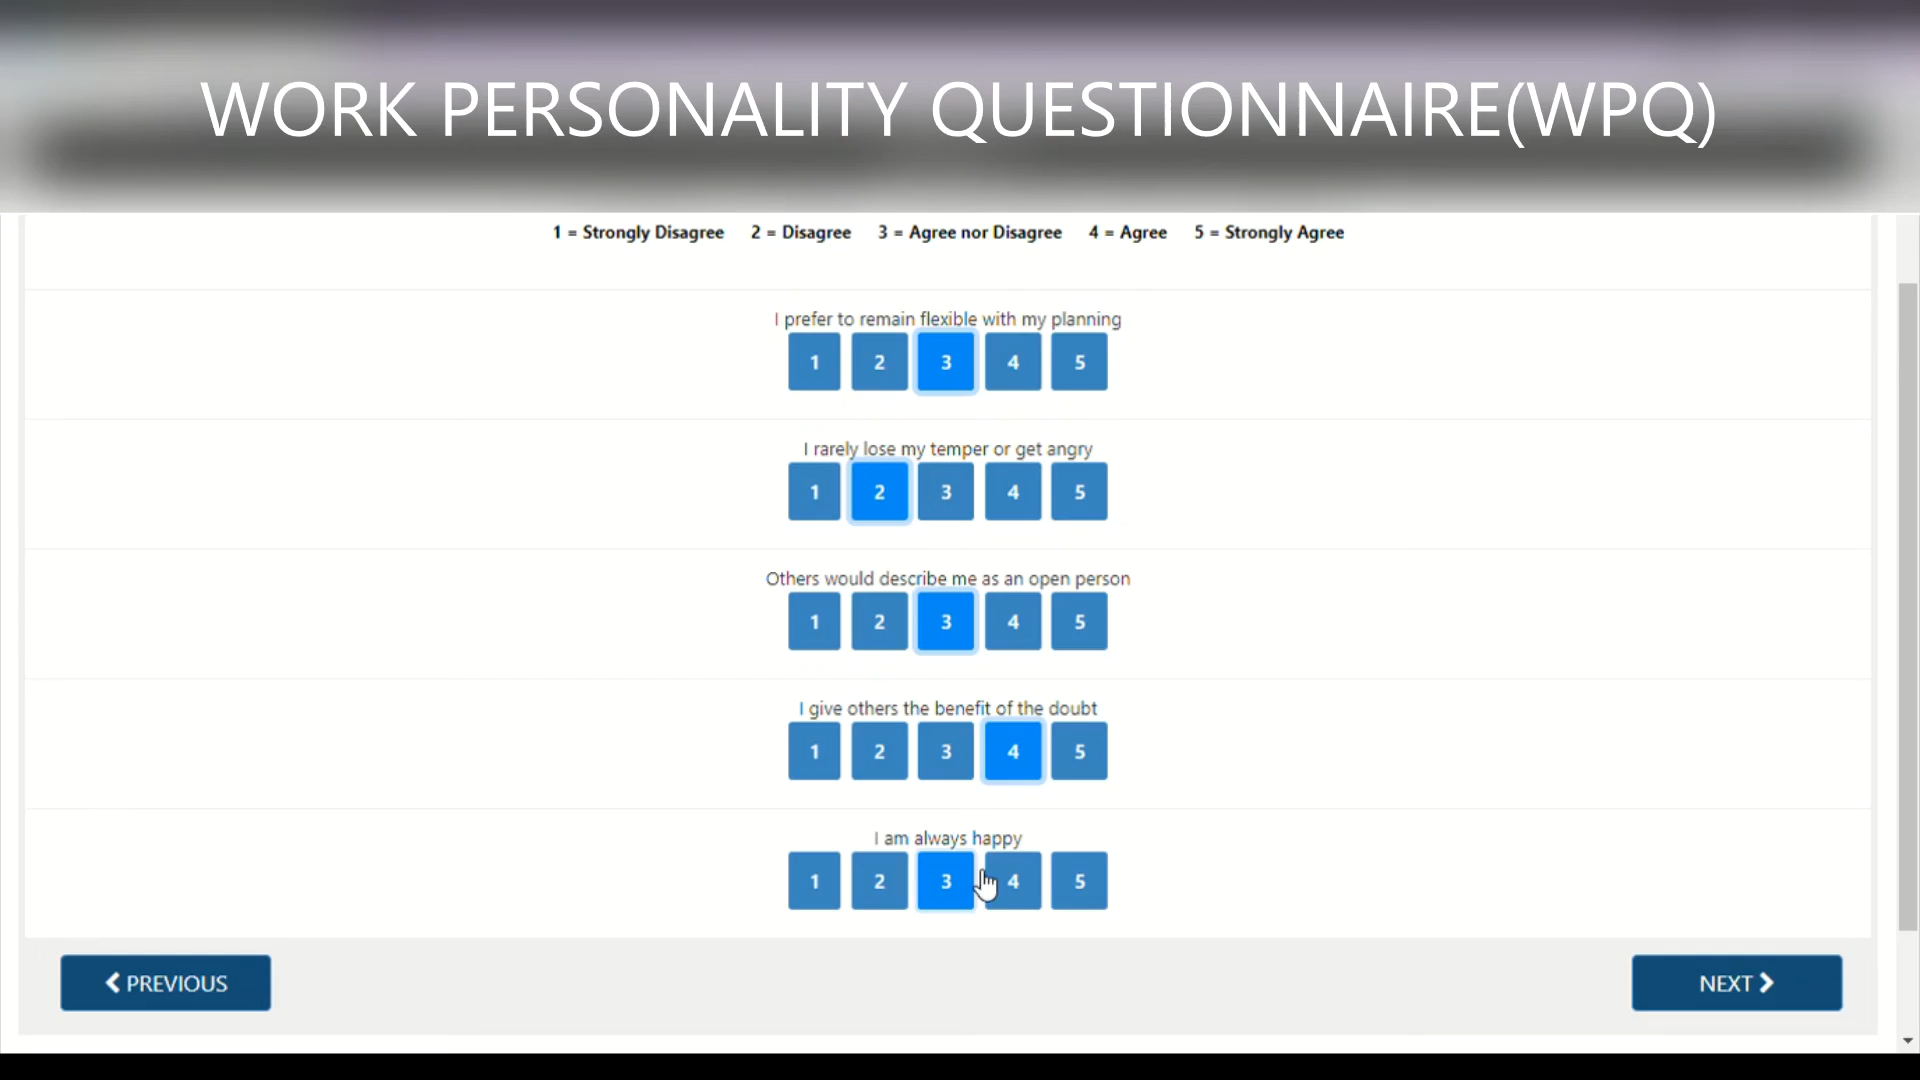 WORK PERSONALITY QUESTIONNAIRE(WPQ)
1 = Strongly Disagree 2 = Disagree 3 = Agree nor Disagree 4 = Agree 5 = Strongly Agree
I prefer to remain flexible with my planning
1 2 3 4 5
I rarely lose my temper or get angry
1 2 3 4 5
Others would describe me as an open person
1 2 3 4 5
I give others the benefit of the doubt
1 2 3 4 5
I am always happy
1 2 3 4 5
PREVIOUS NEXT